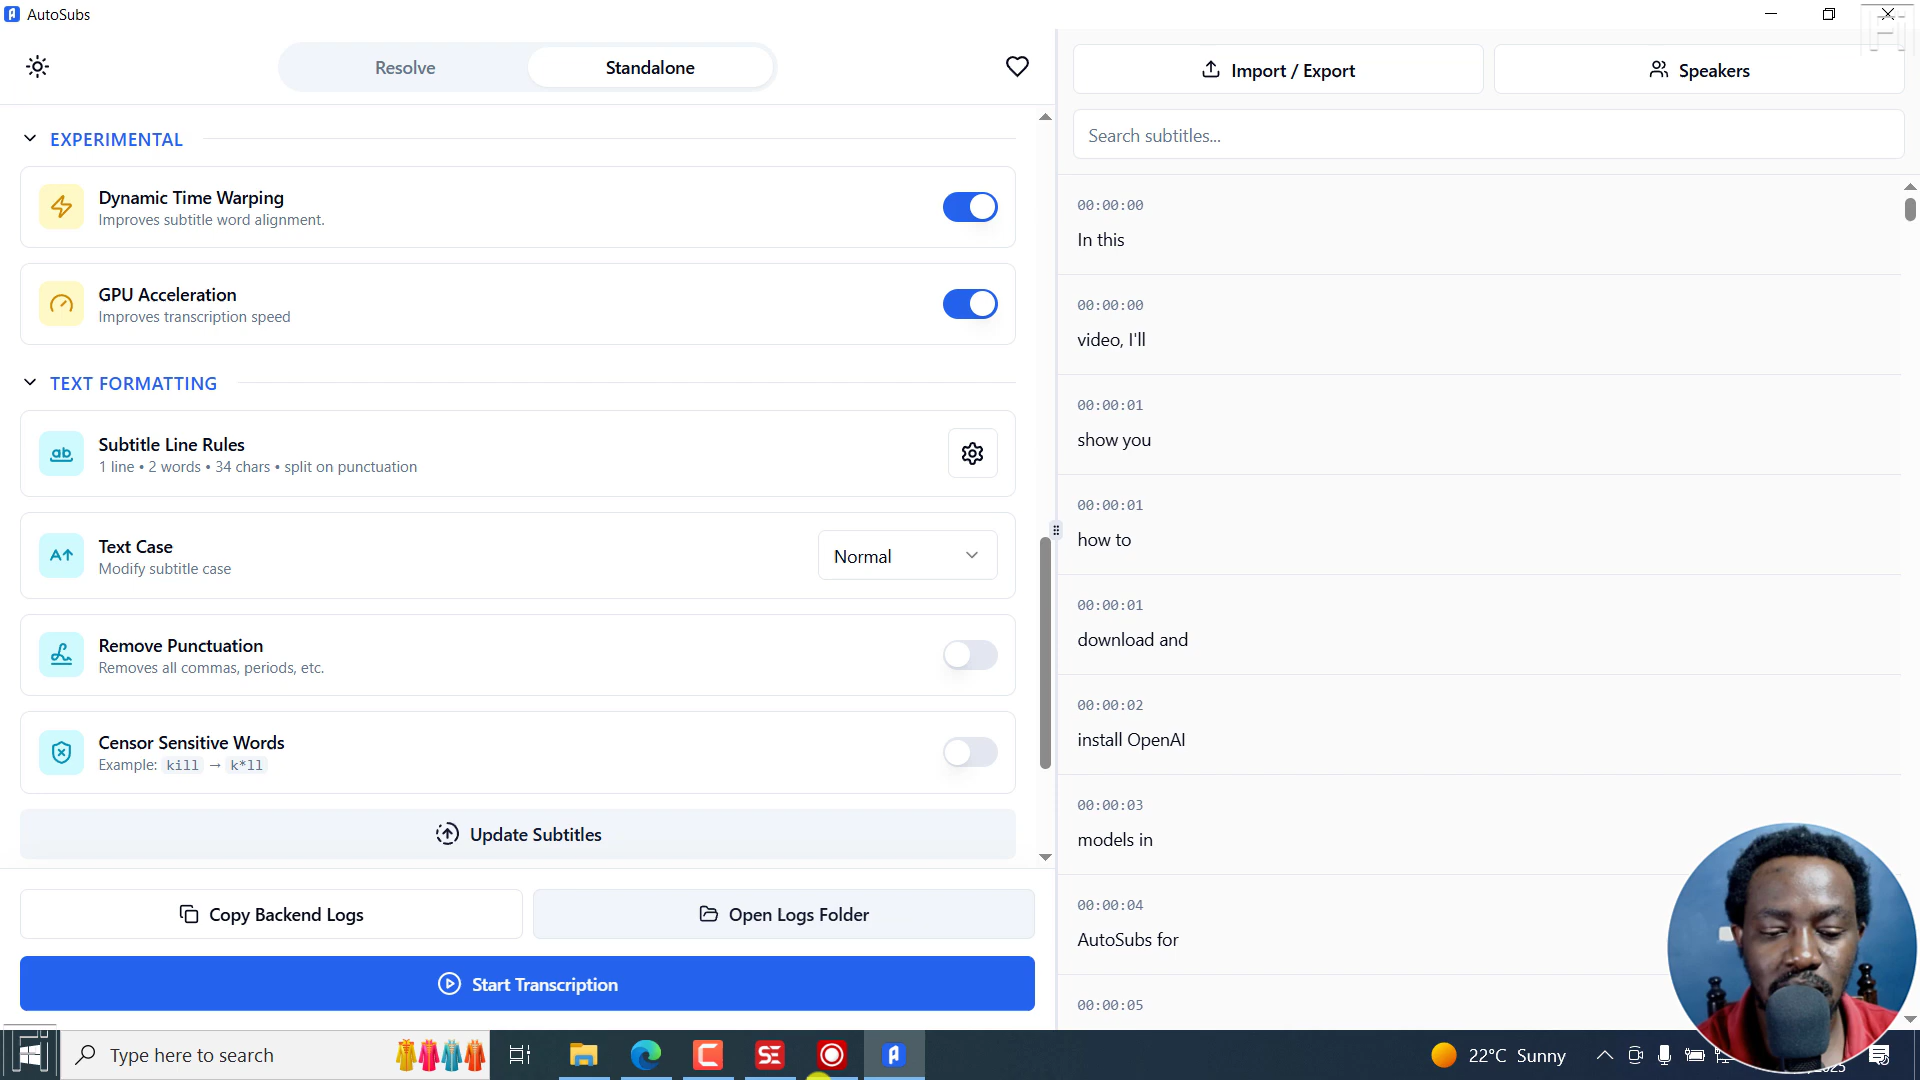 AutoSubs
Resolve
Standalone
EXPERIMENTAL
Dynamic Time Warping
Improves subtitle word alignment.
GPU Acceleration
Improves transcription speed
TEXT FORMATTING
Subtitle Line Rules
1 line • 2 words • 34 chars • split on punctuation
Text Case
Modify subtitle case
Normal
Remove Punctuation
Removes all commas, periods, etc.
Censor Sensitive Words
Example: kill → k*ll
Update Subtitles
Copy Backend Logs
Open Logs Folder
Start Transcription
Import / Export
Speakers
Search subtitles...
00:00:00
In this
00:00:00
video, I'll
00:00:01
show you
00:00:01
how to
00:00:01
download and
00:00:02
install OpenAI
00:00:03
models in
00:00:04
AutoSubs for
00:00:05
Type here to search
22°C Sunny